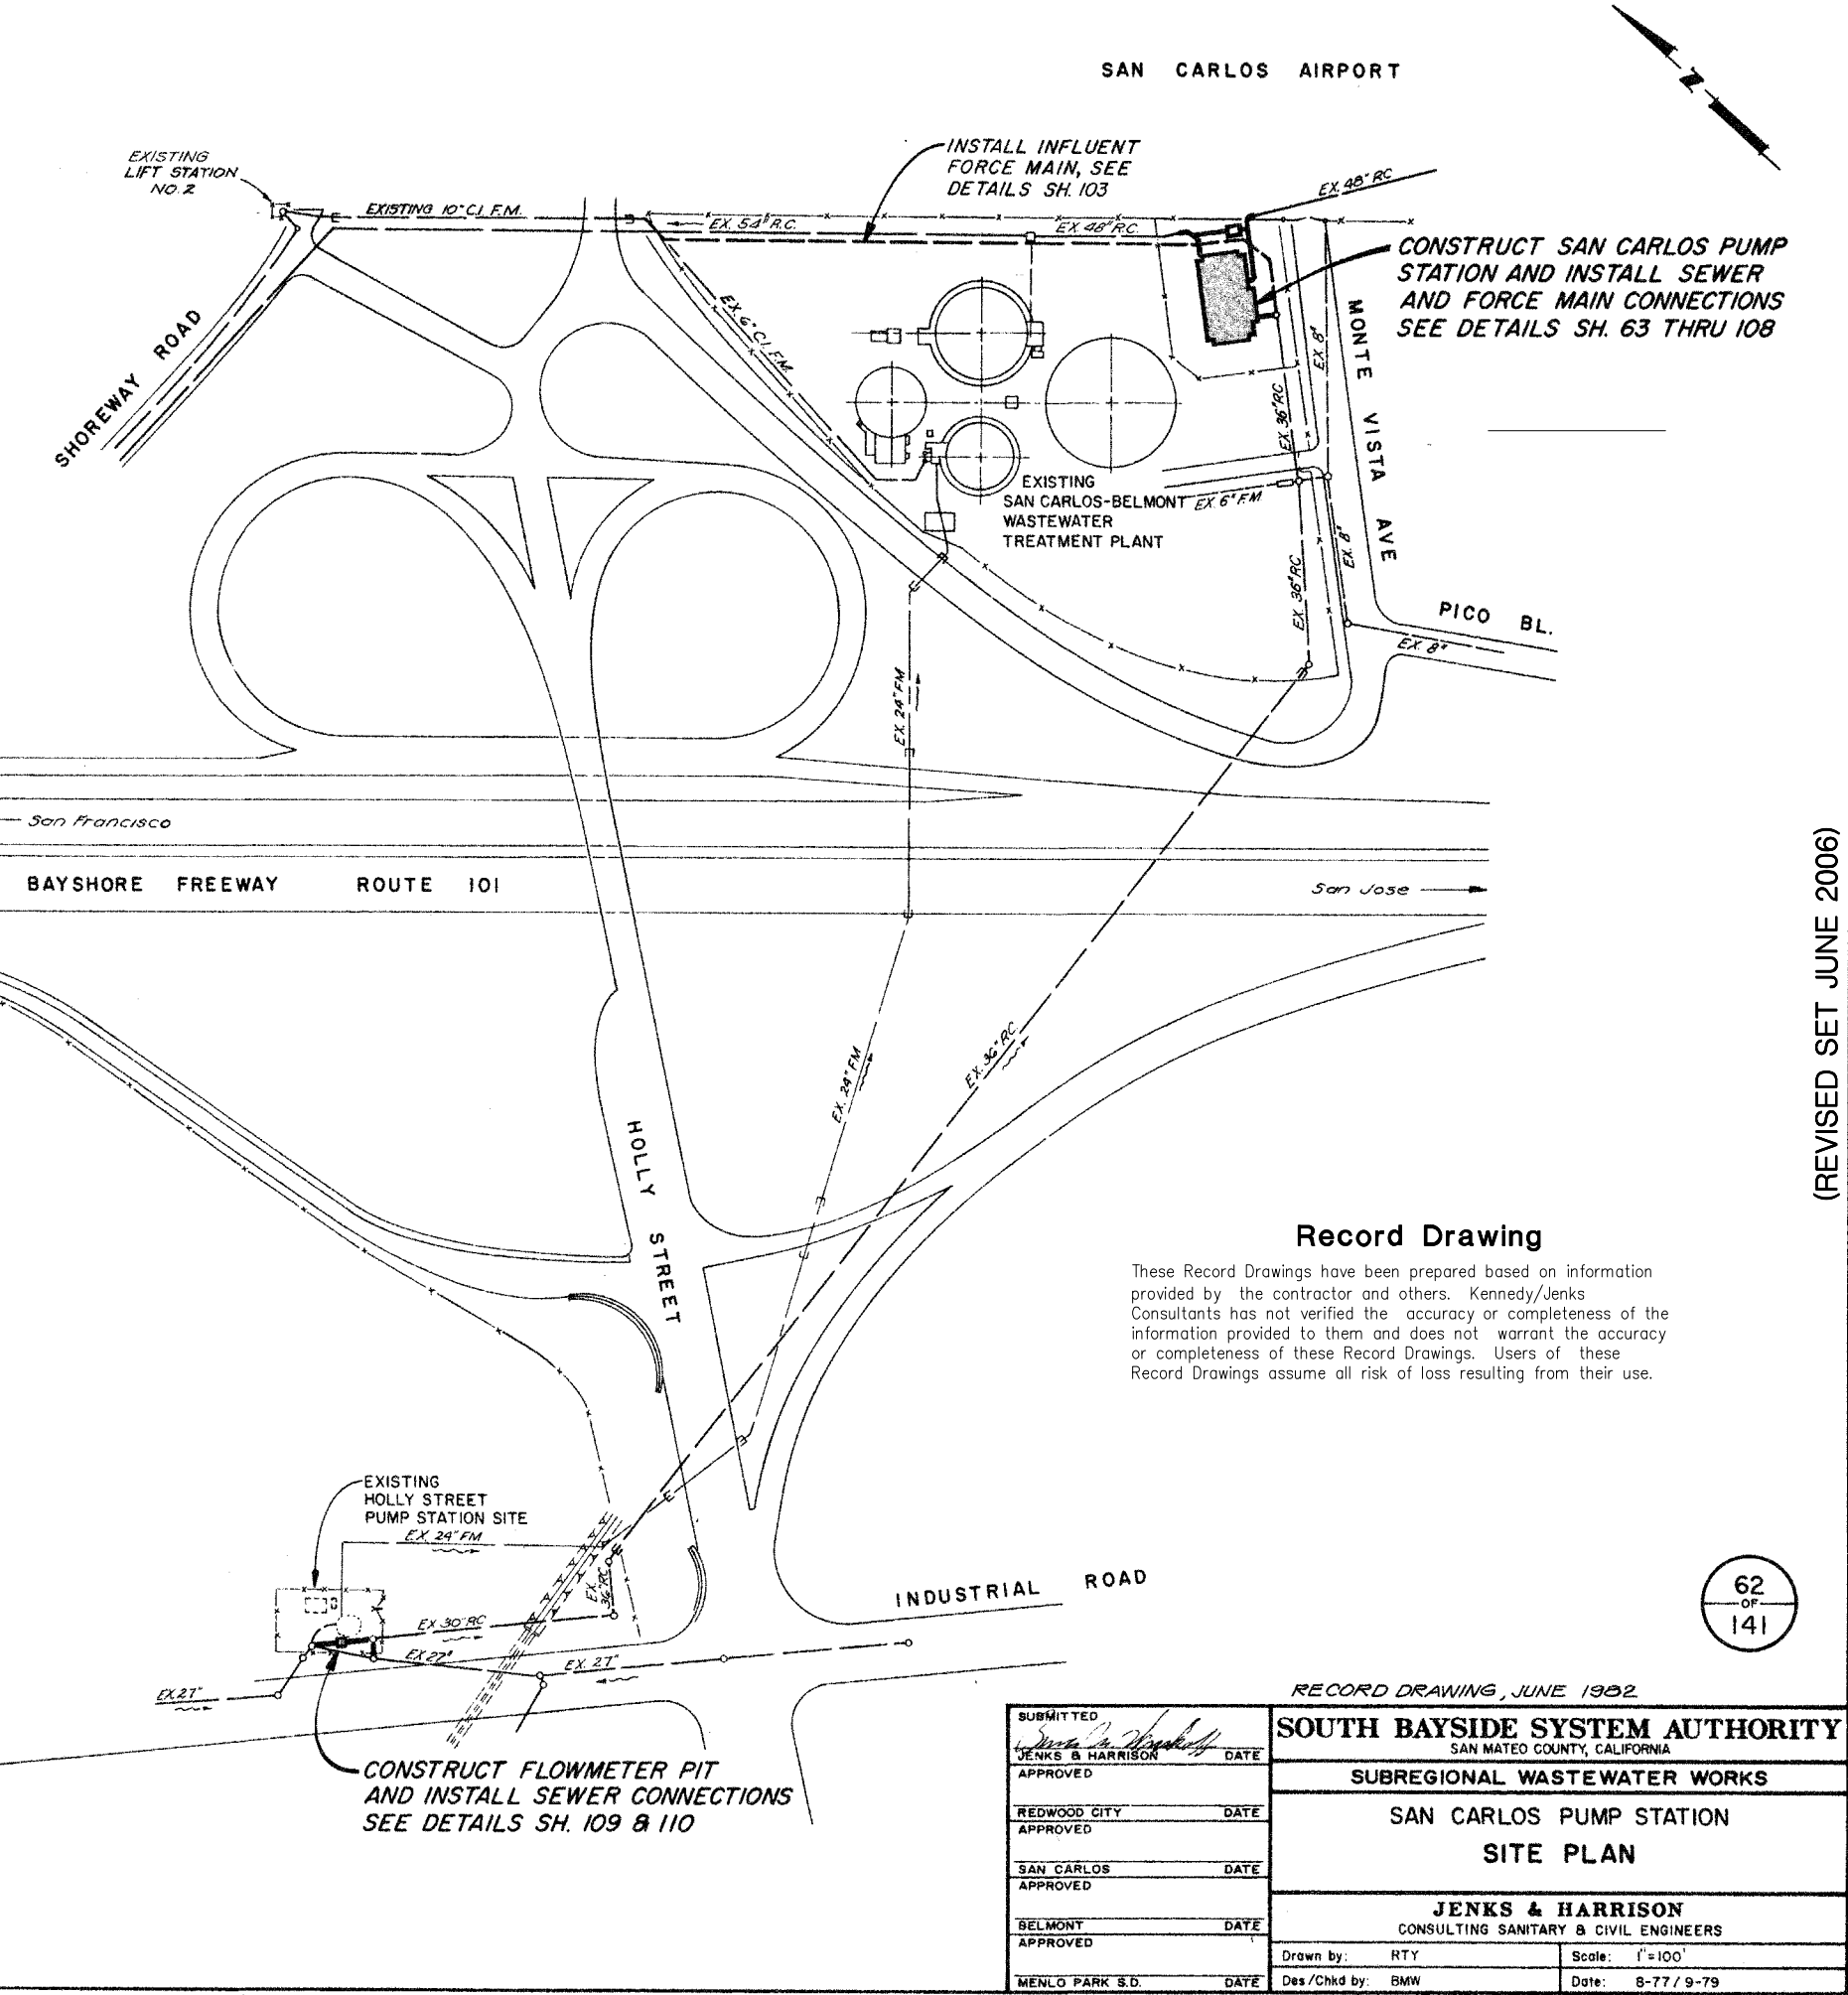 SAN CARLOS AIRPORT
N
EXISTING
LIFT STATION
NO. 2
INSTALL INFLUENT
FORCE MAIN, SEE
DETAILS SH. 103
EX. 48" RC
EXISTING 10" C.I. F.M.
EX. 54" R.C.
EX 48" R.C.
CONSTRUCT SAN CARLOS PUMP
STATION AND INSTALL SEWER
AND FORCE MAIN CONNECTIONS
SEE DETAILS SH. 63 THRU 108
SHOREWAY ROAD
EX. 6" C.I. F.M.
EX. 8"
MONTE VISTA AVE
EX. 36" RC
EXISTING
SAN CARLOS-BELMONT
WASTEWATER
TREATMENT PLANT
EX. 6" F.M.
EX. 8"
EX. 36" RC
PICO BL.
EX. 8"
EX. 24" FM
San Francisco
BAYSHORE FREEWAY ROUTE 101
San Jose
(REVISED SET JUNE 2006)
EX. 24" FM
EX. 36" RC
HOLLY STREET
Record Drawing
These Record Drawings have been prepared based on information
provided by the contractor and others. Kennedy/Jenks
Consultants has not verified the accuracy or completeness of the
information provided to them and does not warrant the accuracy
or completeness of these Record Drawings. Users of these
Record Drawings assume all risk of loss resulting from their use.
EXISTING
HOLLY STREET
PUMP STATION SITE
EX. 24" FM
EX.
36" RC
INDUSTRIAL ROAD
EX 30" RC
EX 27"
EX. 27"
EX 27"
62
OF
141
CONSTRUCT FLOWMETER PIT
AND INSTALL SEWER CONNECTIONS
SEE DETAILS SH. 109 & 110
RECORD DRAWING, JUNE 1982
SUBMITTED
JENKS & HARRISON DATE
APPROVED
REDWOOD CITY DATE
APPROVED
SAN CARLOS DATE
APPROVED
BELMONT DATE
APPROVED
MENLO PARK S.D. DATE
SOUTH BAYSIDE SYSTEM AUTHORITY
SAN MATEO COUNTY, CALIFORNIA
SUBREGIONAL WASTEWATER WORKS
SAN CARLOS PUMP STATION
SITE PLAN
JENKS & HARRISON
CONSULTING SANITARY & CIVIL ENGINEERS
Drawn by: RTY
Scale: 1"=100'
Des/Chkd by: BMW
Date: 8-77 / 9-79